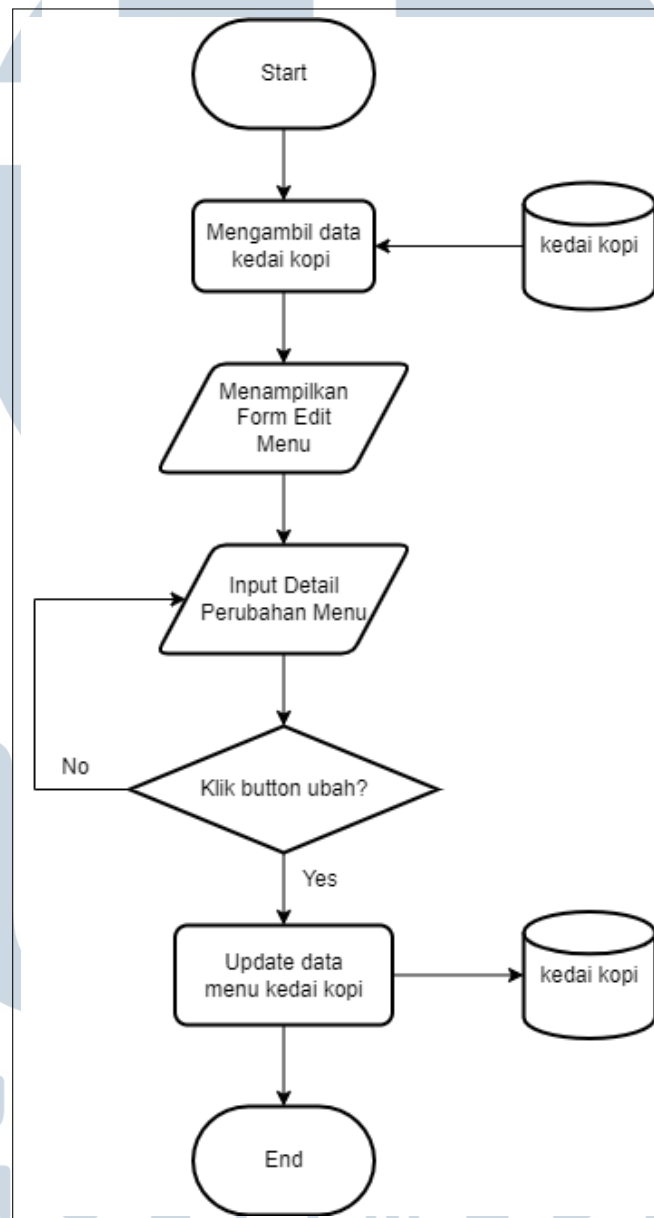 Start
Mengambil data
kedai kopi
kedai kopi
Menampilkan
Form Edit
Menu
Input Detail
Perubahan Menu
No
Klik button ubah?
Yes
Update data
menu kedai kopi
kedai kopi
End